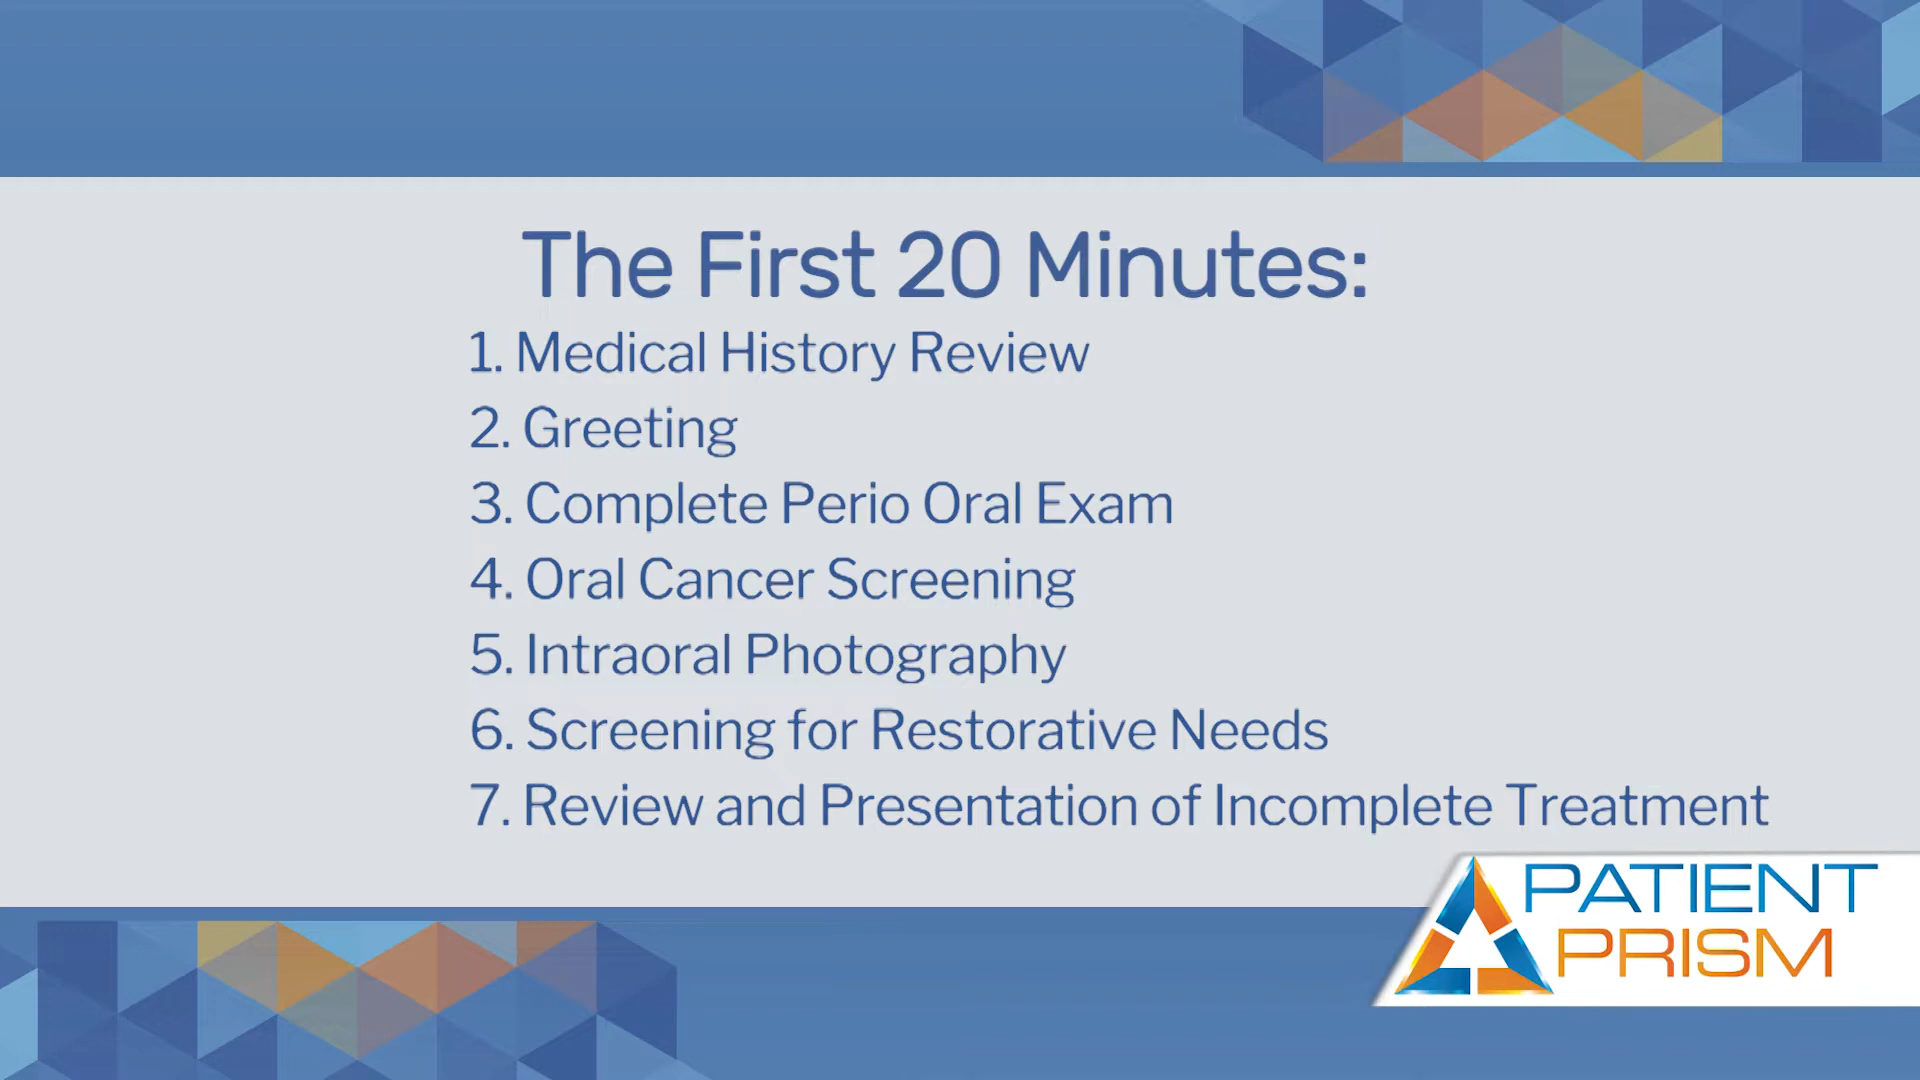 The First 20 Minutes:
1. Medical History Review
2. Greeting
3. Complete Perio Oral Exam
4. Oral Cancer Screening
5. Intraoral Photography
6. Screening for Restorative Needs
7. Review and Presentation of Incomplete Treatment
PATIENT
PRISM